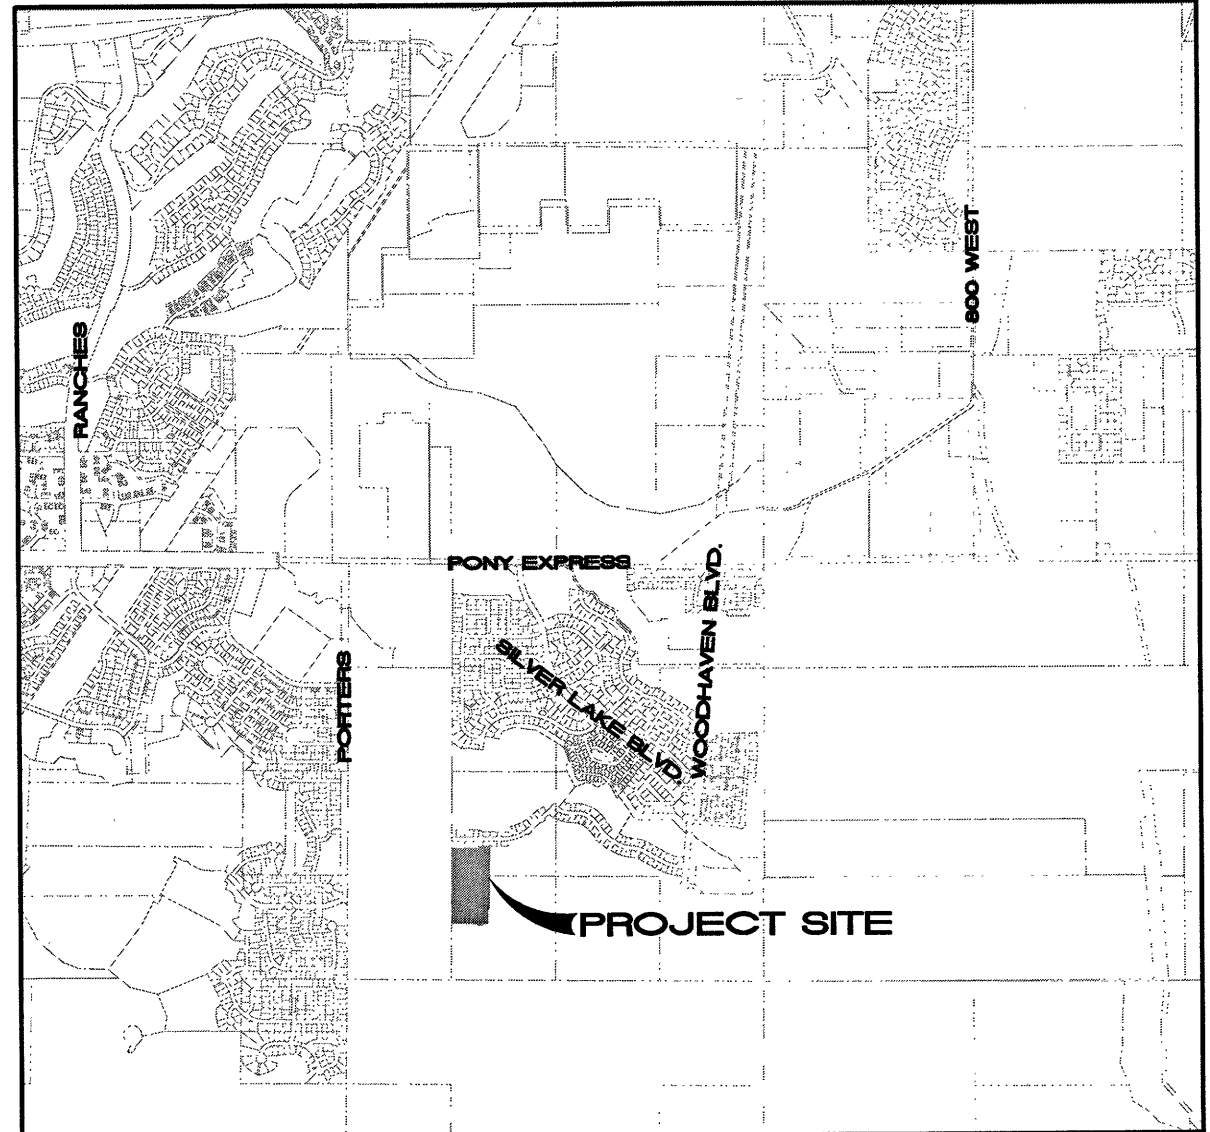 800 WEST
RANCHES
PONY EXPRESS
WOODHAVEN BLVD.
SILVER LAKE BLVD.
PORTERS
PROJECT SITE